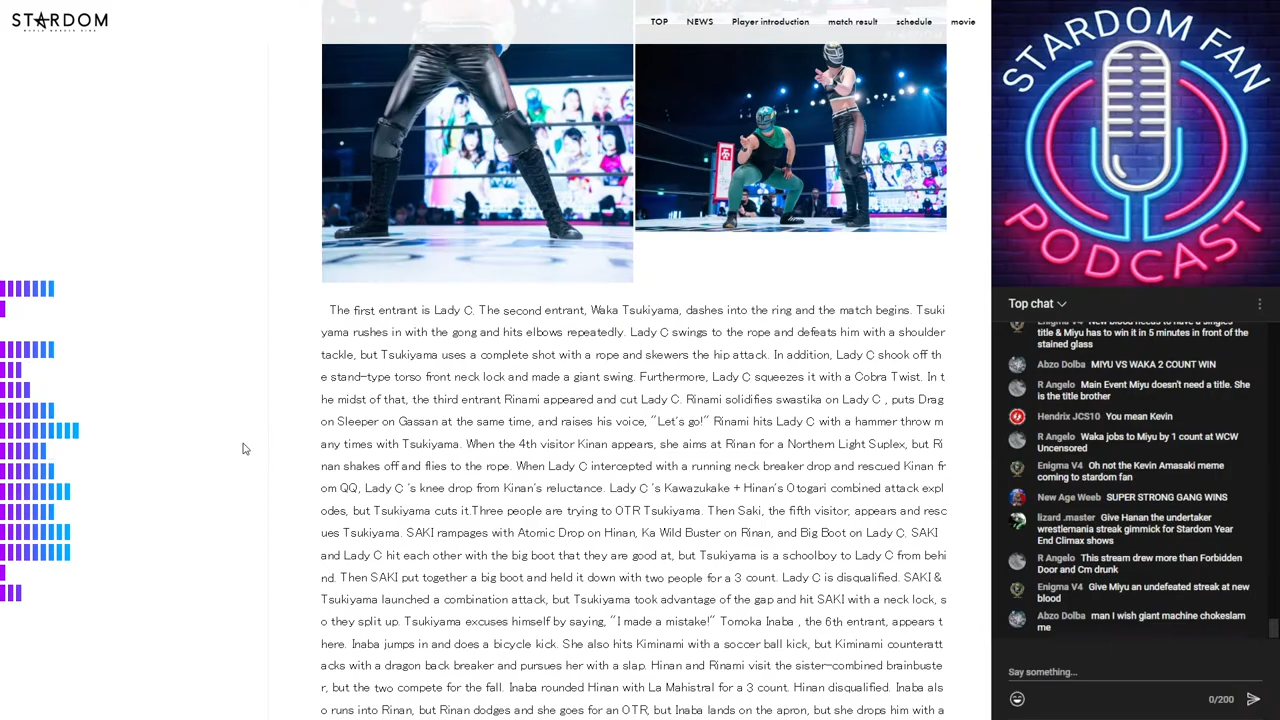 STARDOM
TOP NEWS Player introduction match result schedule movie
The first entrant is Lady C. The second entrant, Waka Tsukiyama, dashes into the ring and the match begins. Tsuki
yama rushes in with the gong and hits elbows repeatedly. Lady C swings to the rope and defeats him with a shoulder
tackle, but Tsukiyama uses a complete shot with a rope and skewers the hip attack. In addition, Lady C shook off th
e stand-type torso front neck lock and made a giant swing. Furthermore, Lady C squeezes it with a Cobra Twist. In t
he midst of that, the third entrant Rinami appeared and cut Lady C. Rinami solidifies swastika on Lady C , puts Drag
on Sleeper on Gassan at the same time, and raises his voice, "Let's go!" Rinami hits Lady C with a hammer throw m
any times with Tsukiyama. When the 4th visitor Kinan appears, she aims at Rinan for a Northern Light Suplex, but Ri
nan shakes off and flies to the rope. When Lady C intercepted with a running neck breaker drop and rescued Kinan fr
om QQ, Lady C 's knee drop from Kinan's reluctance. Lady C 's Kawazukake + Hinan's Otogari combined attack expl
odes, but Tsukiyama cuts it.Three people are trying to OTR Tsukiyama. Then Saki, the fifth visitor, appears and resc
ues Tsukiyama. SAKI rampages with Atomic Drop on Hinan, Ka Wild Buster on Rinan, and Big Boot on Lady C. SAKI
and Lady C hit each other with the big boot that they are good at, but Tsukiyama is a schoolboy to Lady C from behi
nd. Then SAKI put together a big boot and held it down with two people for a 3 count. Lady C is disqualified. SAKI &
Tsukiyama launched a combination attack, but Tsukiyama took advantage of the gap and hit SAKI with a neck lock, s
o they split up. Tsukiyama excuses himself by saying, "I made a mistake!" Tomoka Inaba , the 6th entrant, appears t
here. Inaba jumps in and does a bicycle kick. She also hits Kiminami with a soccer ball kick, but Kiminami counteratt
acks with a dragon back breaker and pursues her with a slap. Hinan and Rinami visit the sister-combined brainbuste
r, but the two compete for the fall. Inaba rounded Hinan with La Mahistral for a 3 count. Hinan disqualified. Inaba als
o runs into Rinan, but Rinan dodges and she goes for an OTR, but Inaba lands on the apron, but she drops him with a
STARDOM FAN
PODCAST
Top chat
Enigma V4 New blood needs to have a singles
title & Miyu has to win it in 5 minutes in front of the
stained glass
Abzo Dolba MIYU VS WAKA 2 COUNT WIN
R Angelo Main Event Miyu doesn't need a title. She
is the title brother
Hendrix JCS10 You mean Kevin
R Angelo Waka jobs to Miyu by 1 count at WCW
Uncensored
Enigma V4 Oh not the Kevin Amasaki meme
coming to stardom fan
New Age Weeb SUPER STRONG GANG WINS
lizard .master Give Hanan the undertaker
wrestlemania streak gimmick for Stardom Year
End Climax shows
R Angelo This stream drew more than Forbidden
Door and Cm drunk
Enigma V4 Give Miyu an undefeated streak at new
blood
Abzo Dolba man I wish giant machine chokeslam
me
Say something...
0/200